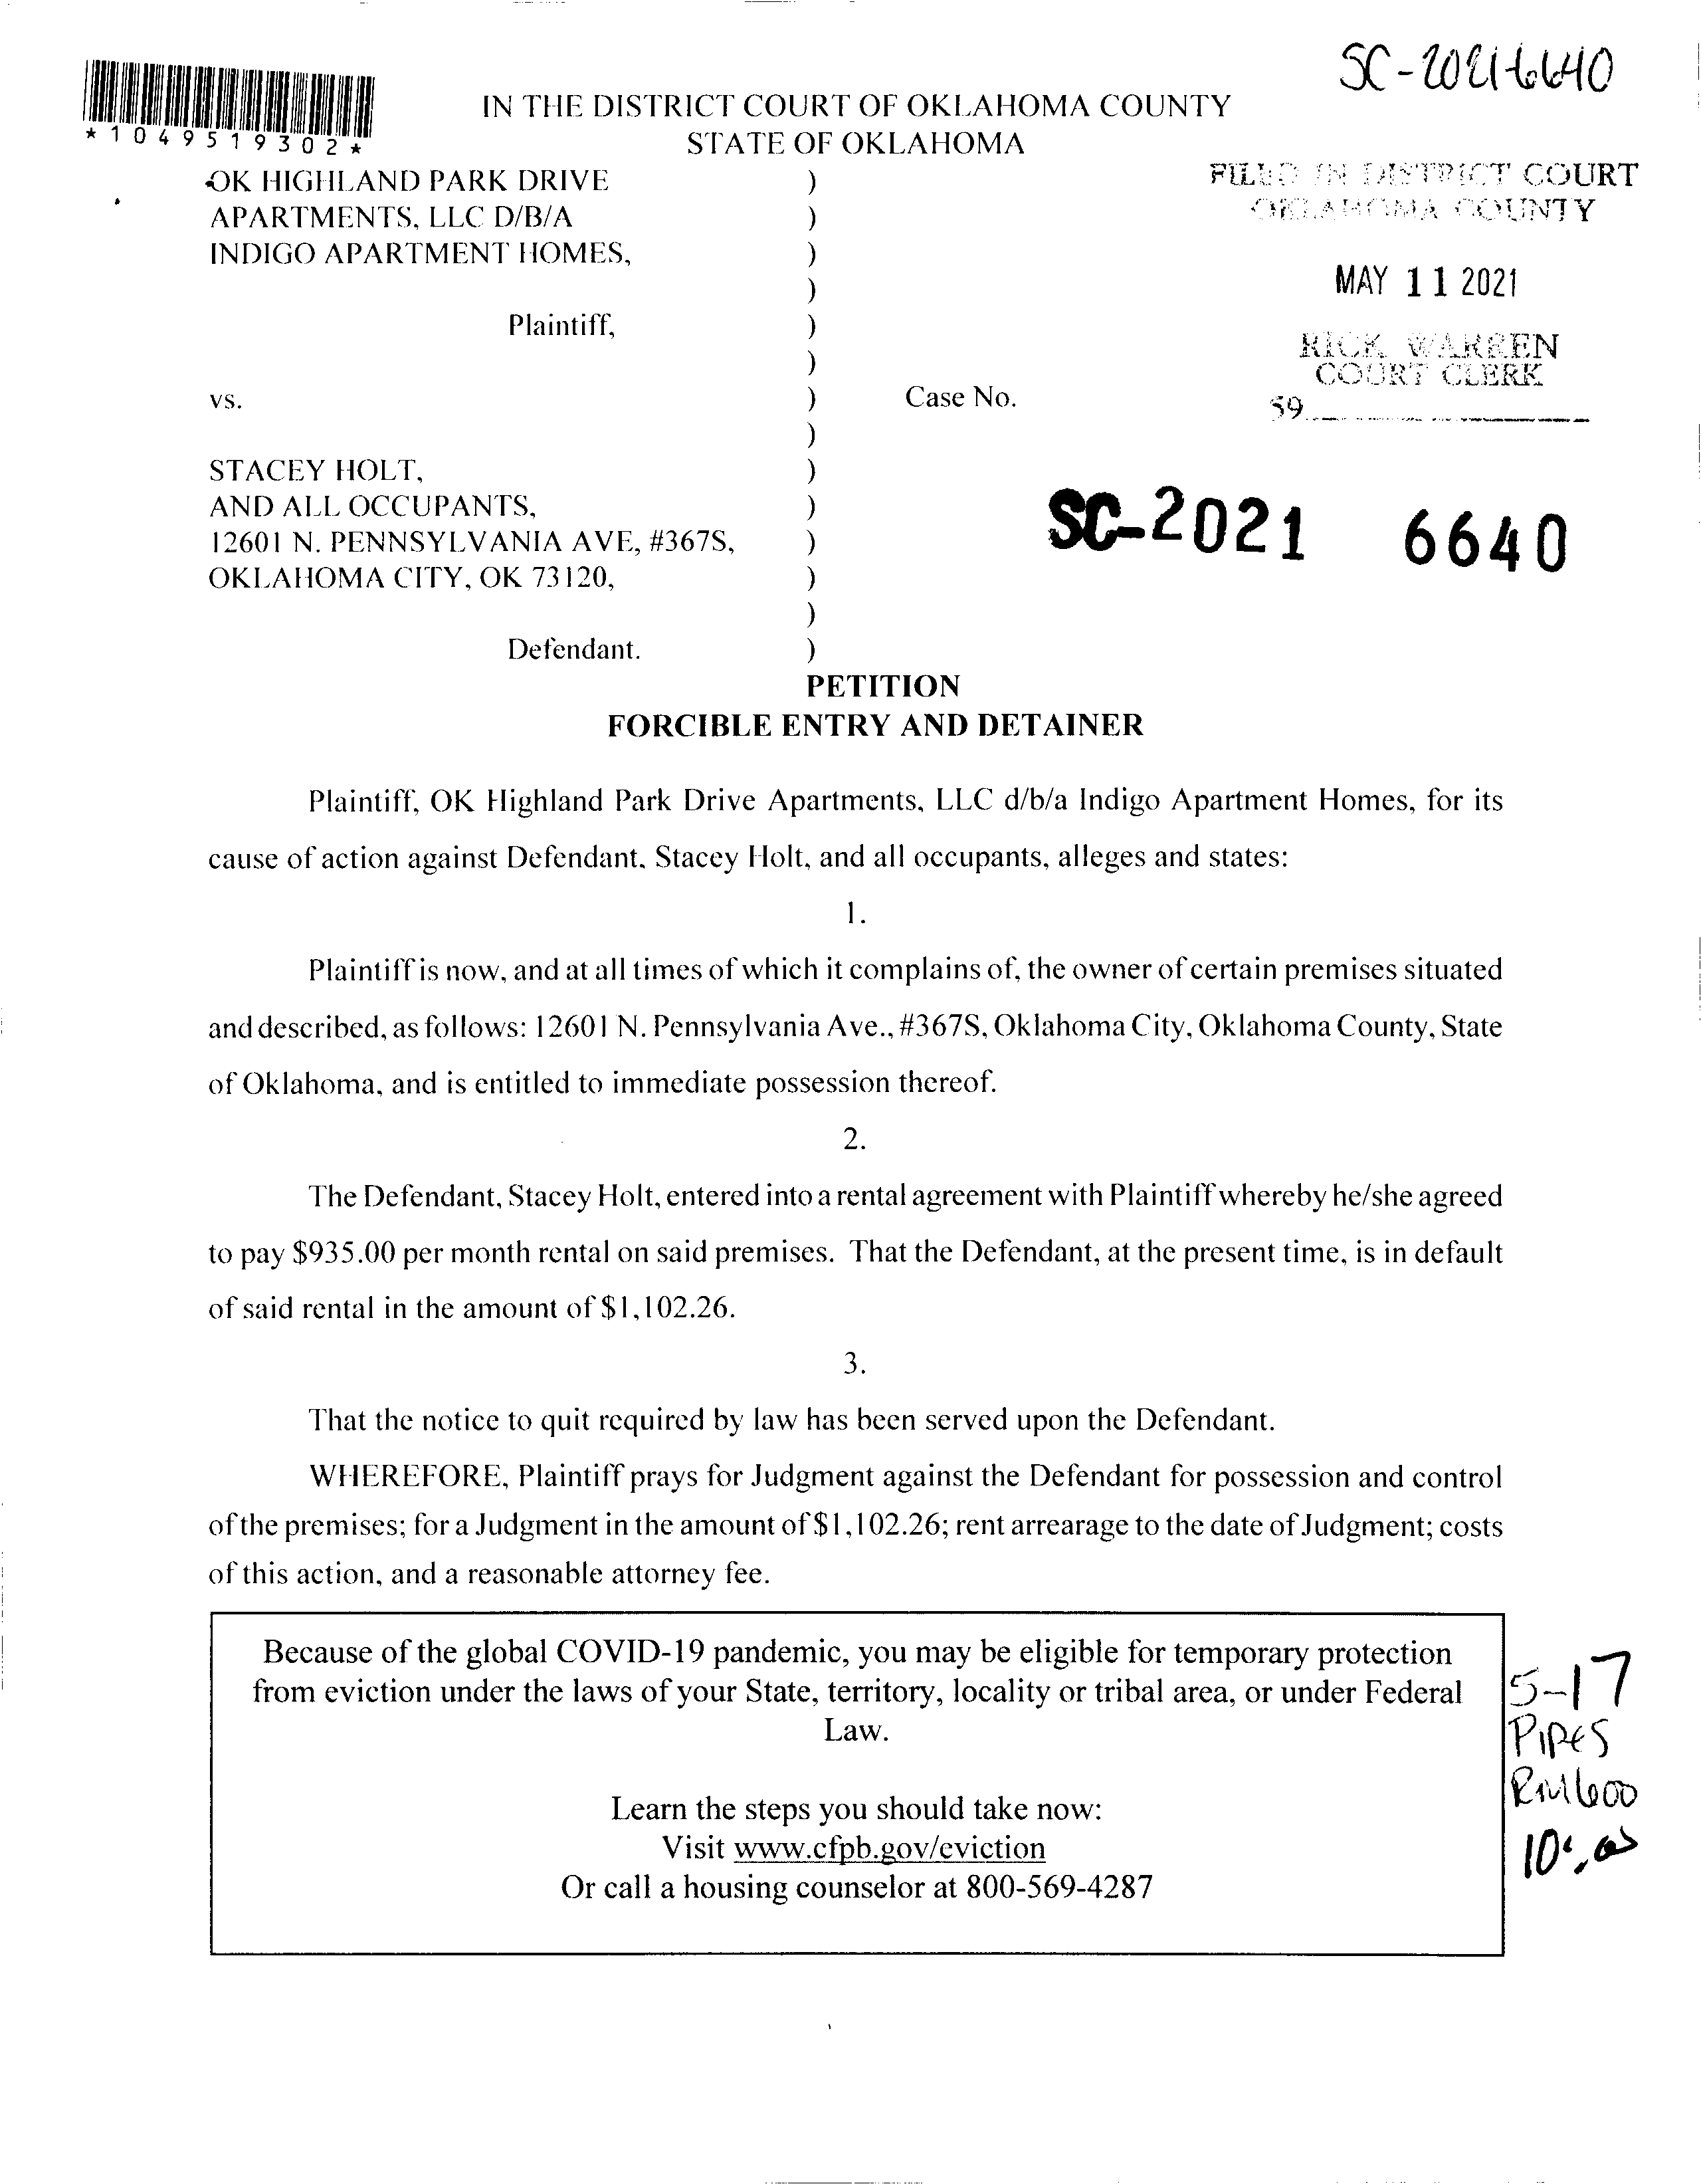 SC-2021-6640
*1049519302*
IN THE DISTRICT COURT OF OKLAHOMA COUNTY
STATE OF OKLAHOMA
OK HIGHLAND PARK DRIVE )
APARTMENTS, LLC D/B/A )
INDIGO APARTMENT HOMES, )
)
Plaintiff, )
)
vs. ) Case No.
)
STACEY HOLT, )
AND ALL OCCUPANTS, )
12601 N. PENNSYLVANIA AVE, #367S, )
OKLAHOMA CITY, OK 73120, )
)
Defendant. )
FILED IN DISTRICT COURT
OKLAHOMA COUNTY
MAY 11 2021
RICK WARREN
COURT CLERK
59
SC-2021 6640
PETITION
FORCIBLE ENTRY AND DETAINER
Plaintiff, OK Highland Park Drive Apartments, LLC d/b/a Indigo Apartment Homes, for its
cause of action against Defendant, Stacey Holt, and all occupants, alleges and states:
1.
Plaintiff is now, and at all times of which it complains of, the owner of certain premises situated
and described, as follows: 12601 N. Pennsylvania Ave., #367S, Oklahoma City, Oklahoma County, State
of Oklahoma, and is entitled to immediate possession thereof.
2.
The Defendant, Stacey Holt, entered into a rental agreement with Plaintiff whereby he/she agreed
to pay $935.00 per month rental on said premises. That the Defendant, at the present time, is in default
of said rental in the amount of $1,102.26.
3.
That the notice to quit required by law has been served upon the Defendant.
WHEREFORE, Plaintiff prays for Judgment against the Defendant for possession and control
of the premises; for a Judgment in the amount of $1,102.26; rent arrearage to the date of Judgment; costs
of this action, and a reasonable attorney fee.
Because of the global COVID-19 pandemic, you may be eligible for temporary protection
from eviction under the laws of your State, territory, locality or tribal area, or under Federal
Law.
Learn the steps you should take now:
Visit www.cfpb.gov/eviction
Or call a housing counselor at 800-569-4287
5-17
PIPES
RM600